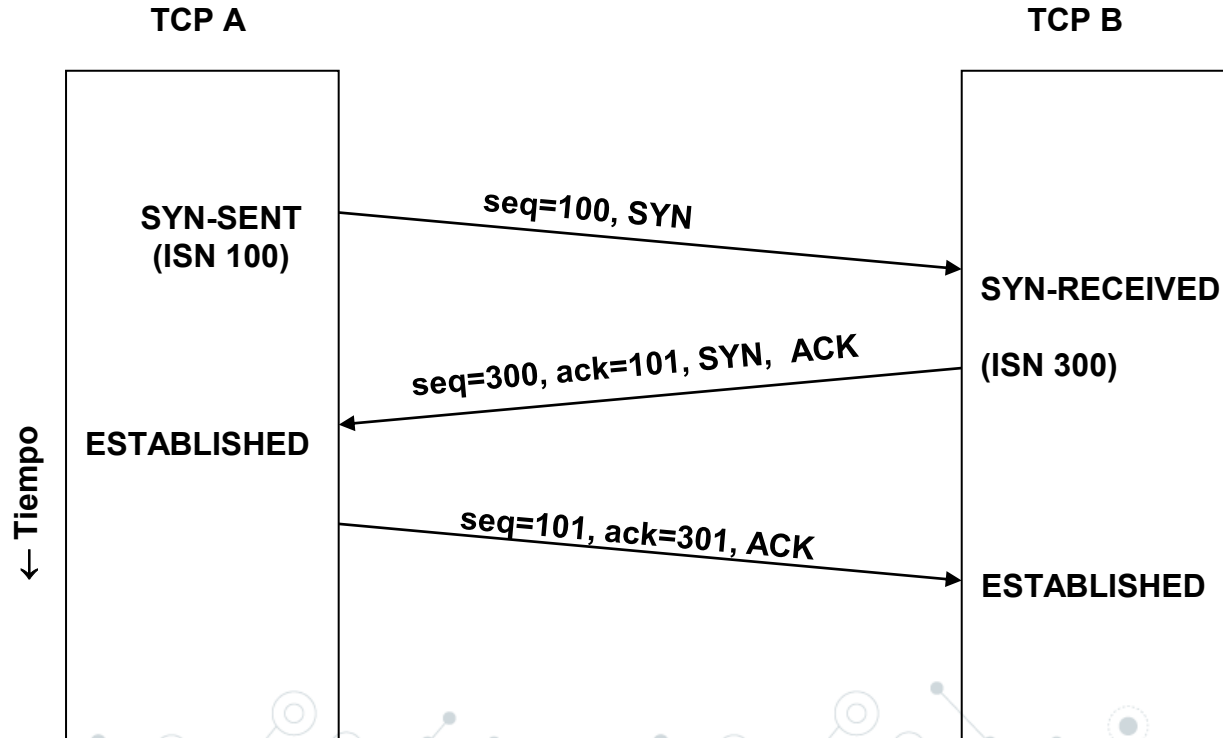 TCP A
TCP B
seq=100, SYN
SYN-SENT
(ISN 100)
SYN-RECEIVED
seq=300, ack=101, SYN, ACK
(ISN 300)
ESTABLISHED
← Tiempo
seq=101, ack=301, ACK
ESTABLISHED